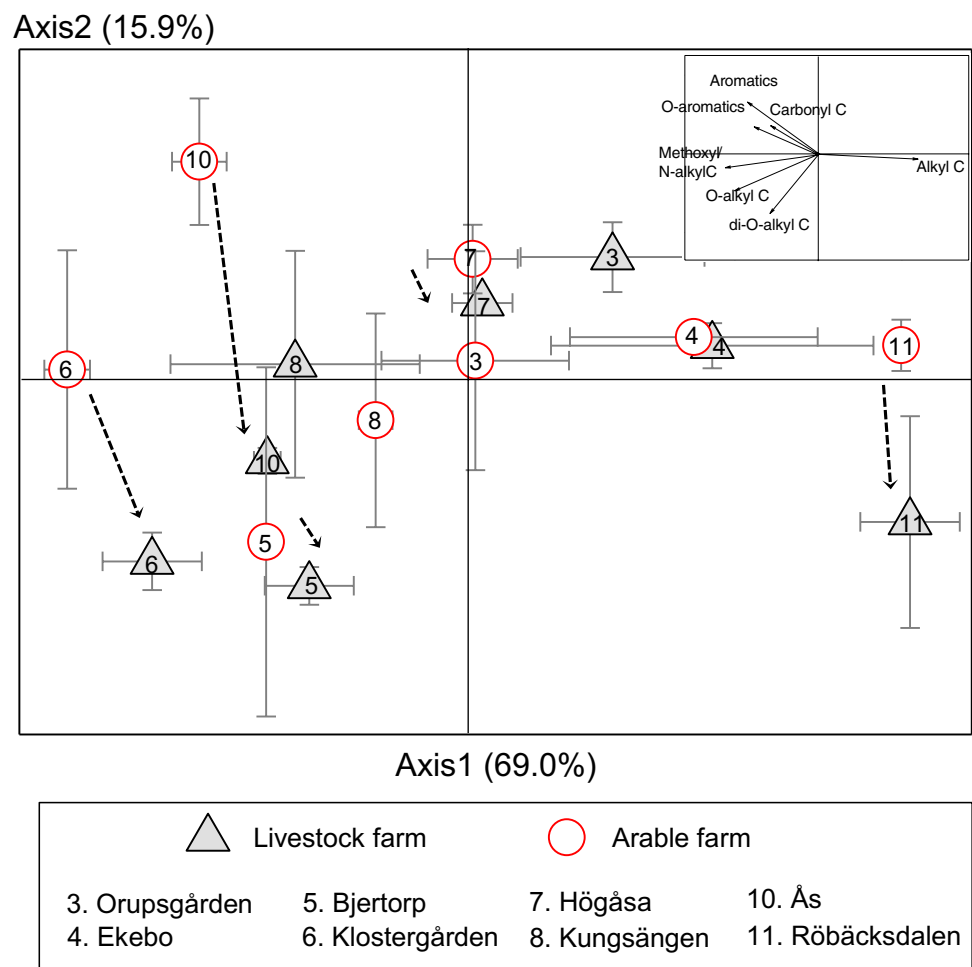 Axis2 (15.9%)
Aromatics
O-aromatics
Carbonyl C
Methoxyl/
N-alkylC
Alkyl C
O-alkyl C
di-O-alkyl C
10
7
3
7
4
4
11
6
8
3
8
10
11
5
6
5
Axis1 (69.0%)
Livestock farm
Arable farm
3. Orupsgården
5. Bjertorp
7. Högåsa
10. Ås
4. Ekebo
6. Klostergården
8. Kungsängen
11. Röbäcksdalen